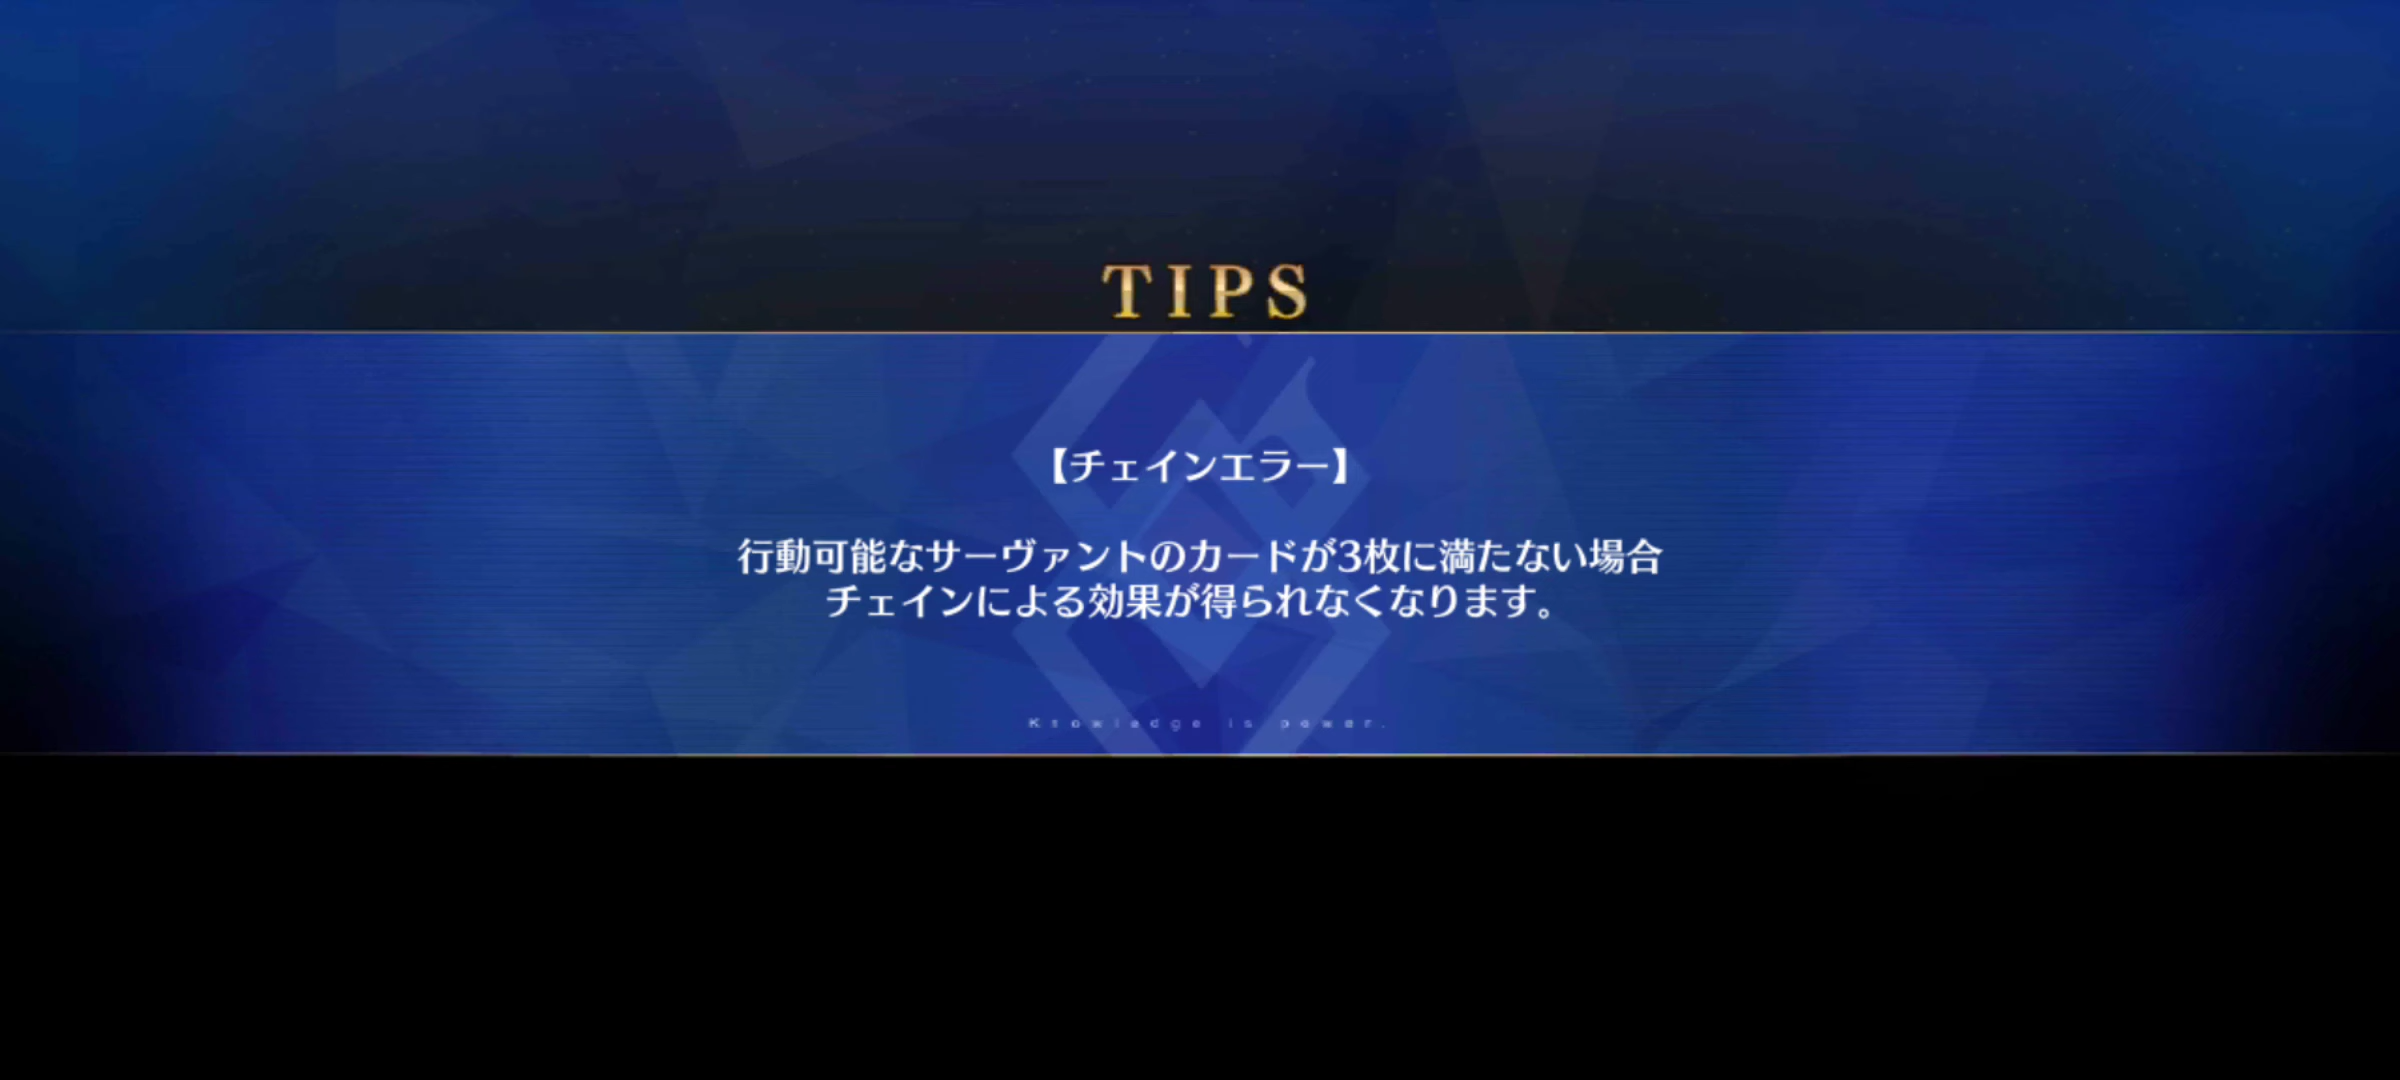 TIPS
【チェインエラー】
行動可能なサーヴァントのカードが3枚に満たない場合
チェインによる効果が得られなくなります。
Knowledge is power.